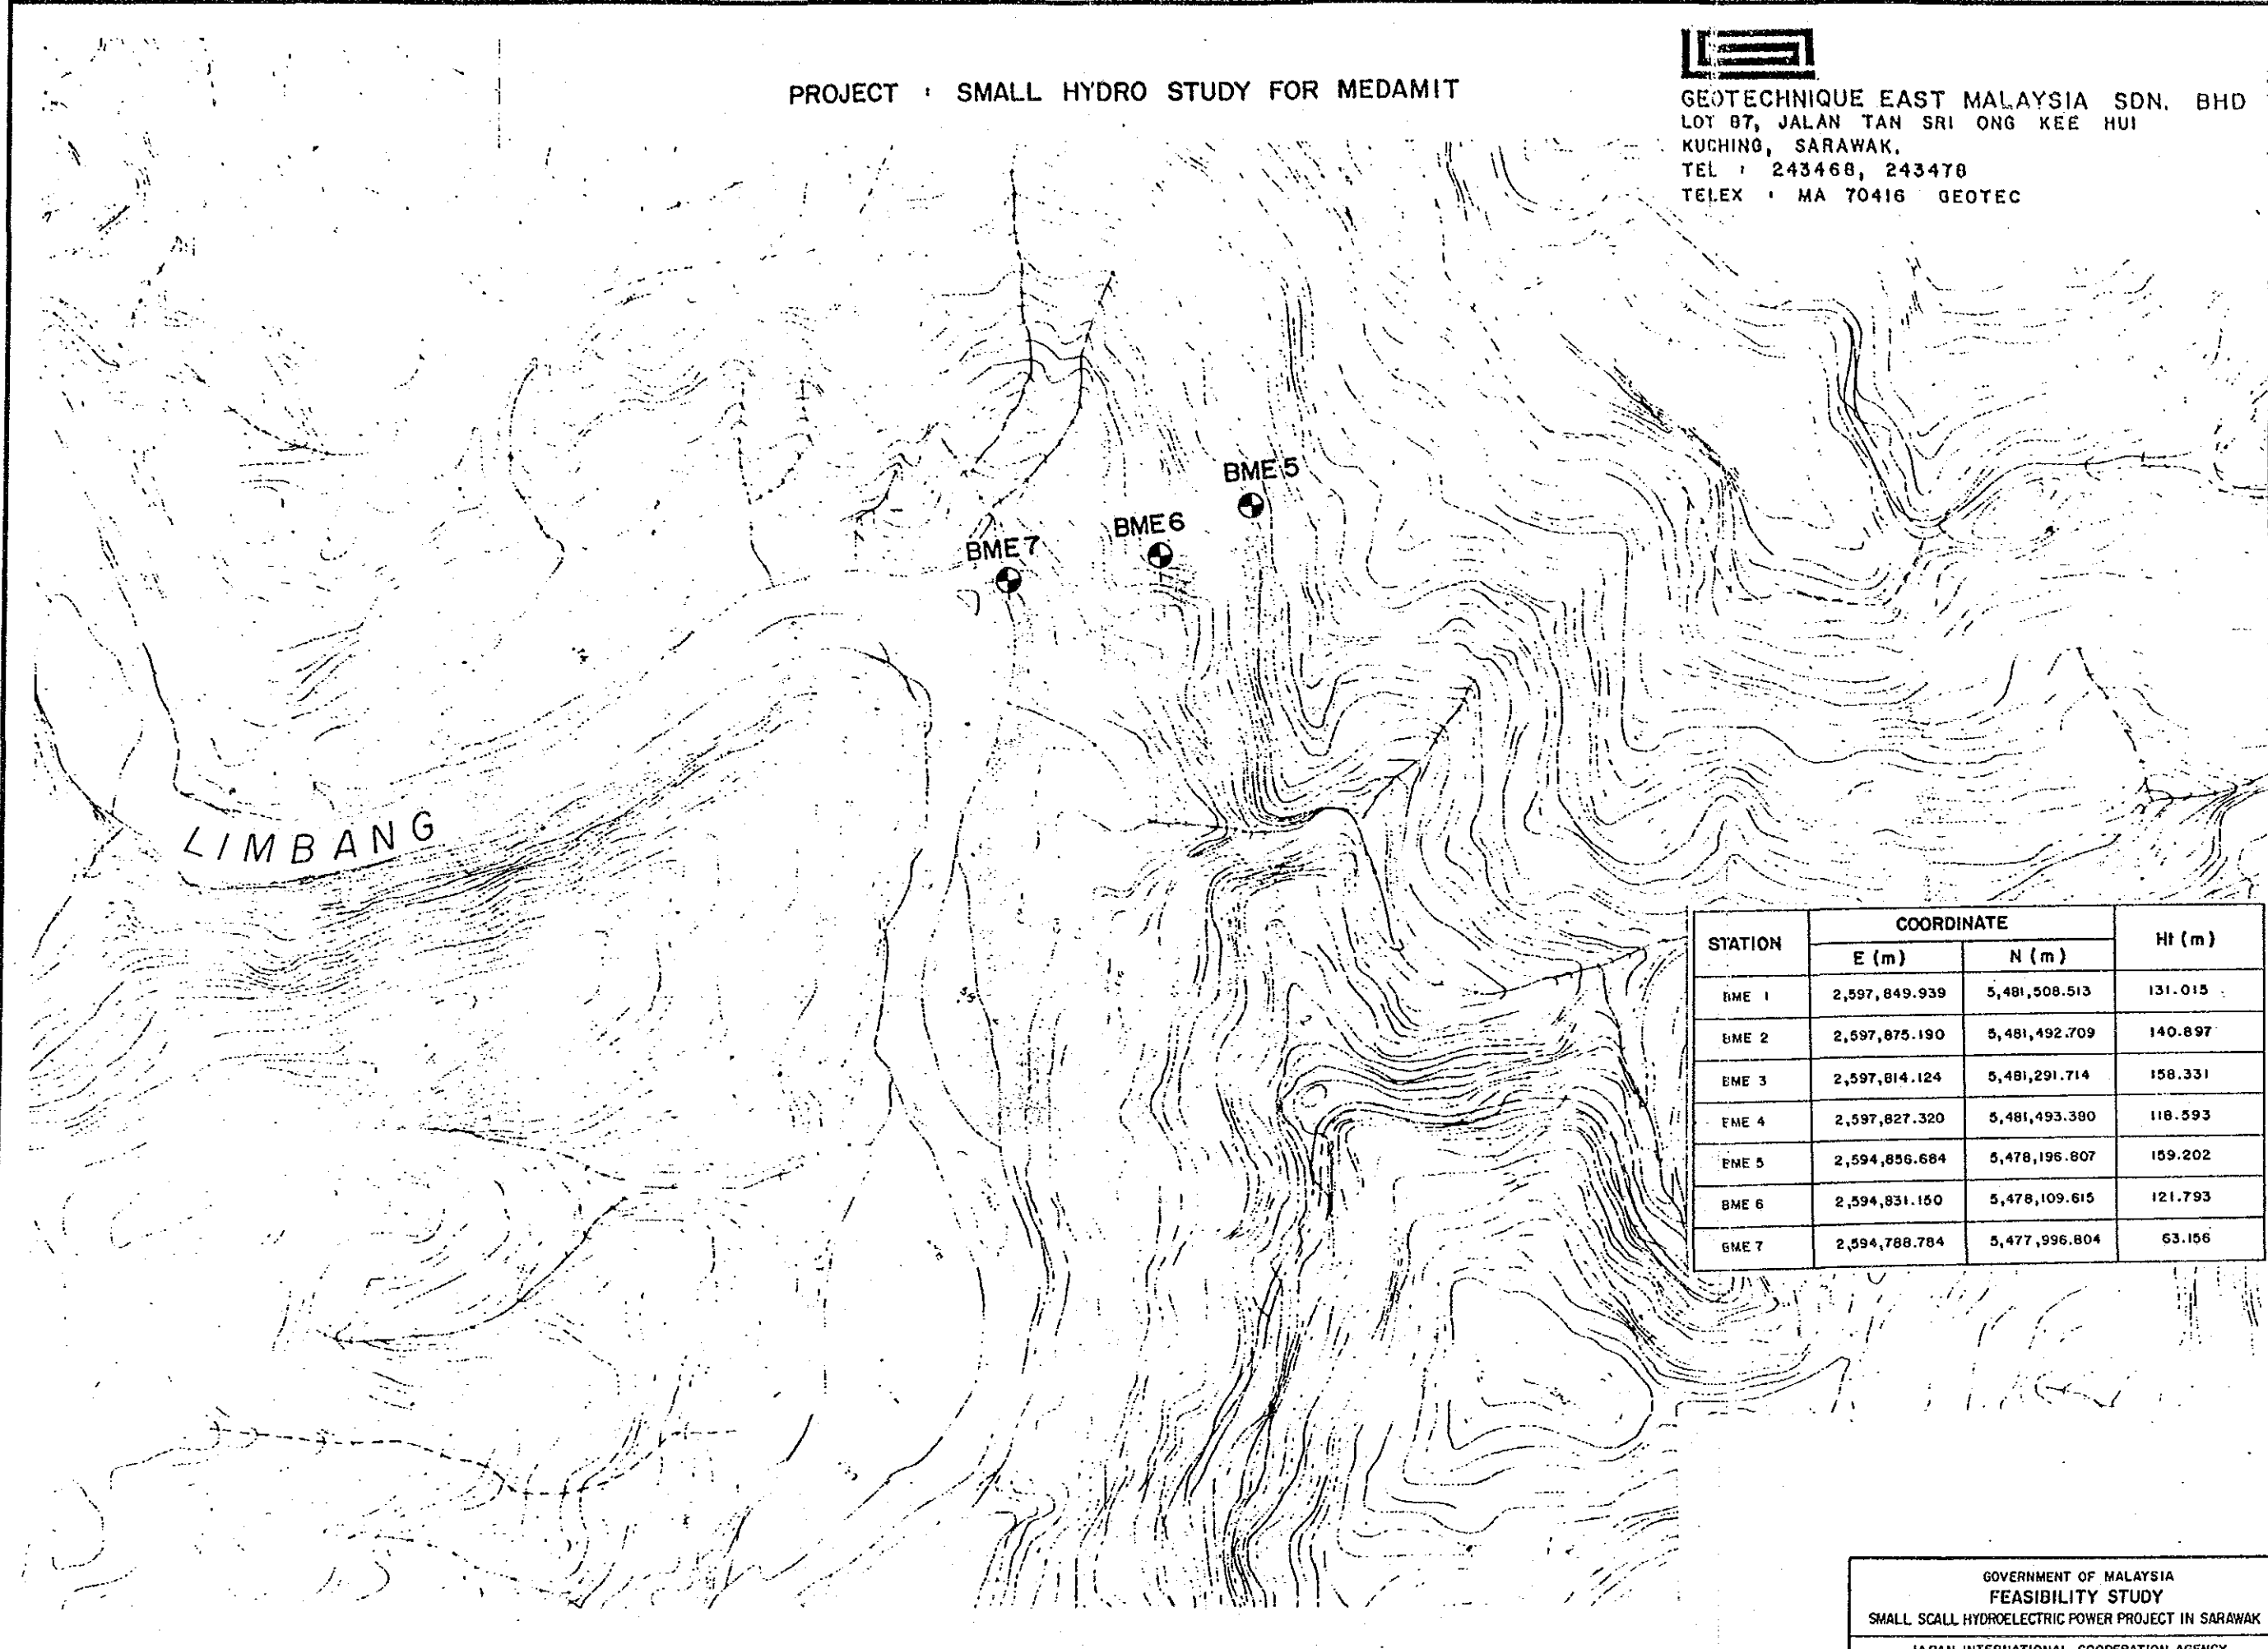 PROJECT : SMALL HYDRO STUDY FOR MEDAMIT
GEOTECHNIQUE EAST MALAYSIA SDN. BHD
LOT 87, JALAN TAN SRI ONG KEE HUI
KUCHING, SARAWAK.
TEL : 243468, 243478
TELEX : MA 70416 GEOTEC
BME 5
BME 6
BME 7
LIMBANG
STATION COORDINATE Ht (m)
E (m) N (m)
BME 1 2,597,849.939 5,481,508.513 131.015
BME 2 2,597,875.190 5,481,492.709 140.897
BME 3 2,597,814.124 5,481,291.714 158.331
BME 4 2,597,827.320 5,481,493.380 118.593
BME 5 2,594,856.684 5,478,196.807 159.202
BME 6 2,594,831.150 5,478,109.615 121.793
BME 7 2,594,788.784 5,477,996.804 63.156
GOVERNMENT OF MALAYSIA
FEASIBILITY STUDY
SMALL SCALL HYDROELECTRIC POWER PROJECT IN SARAWAK
JAPAN INTERNATIONAL COOPERATION AGENCY